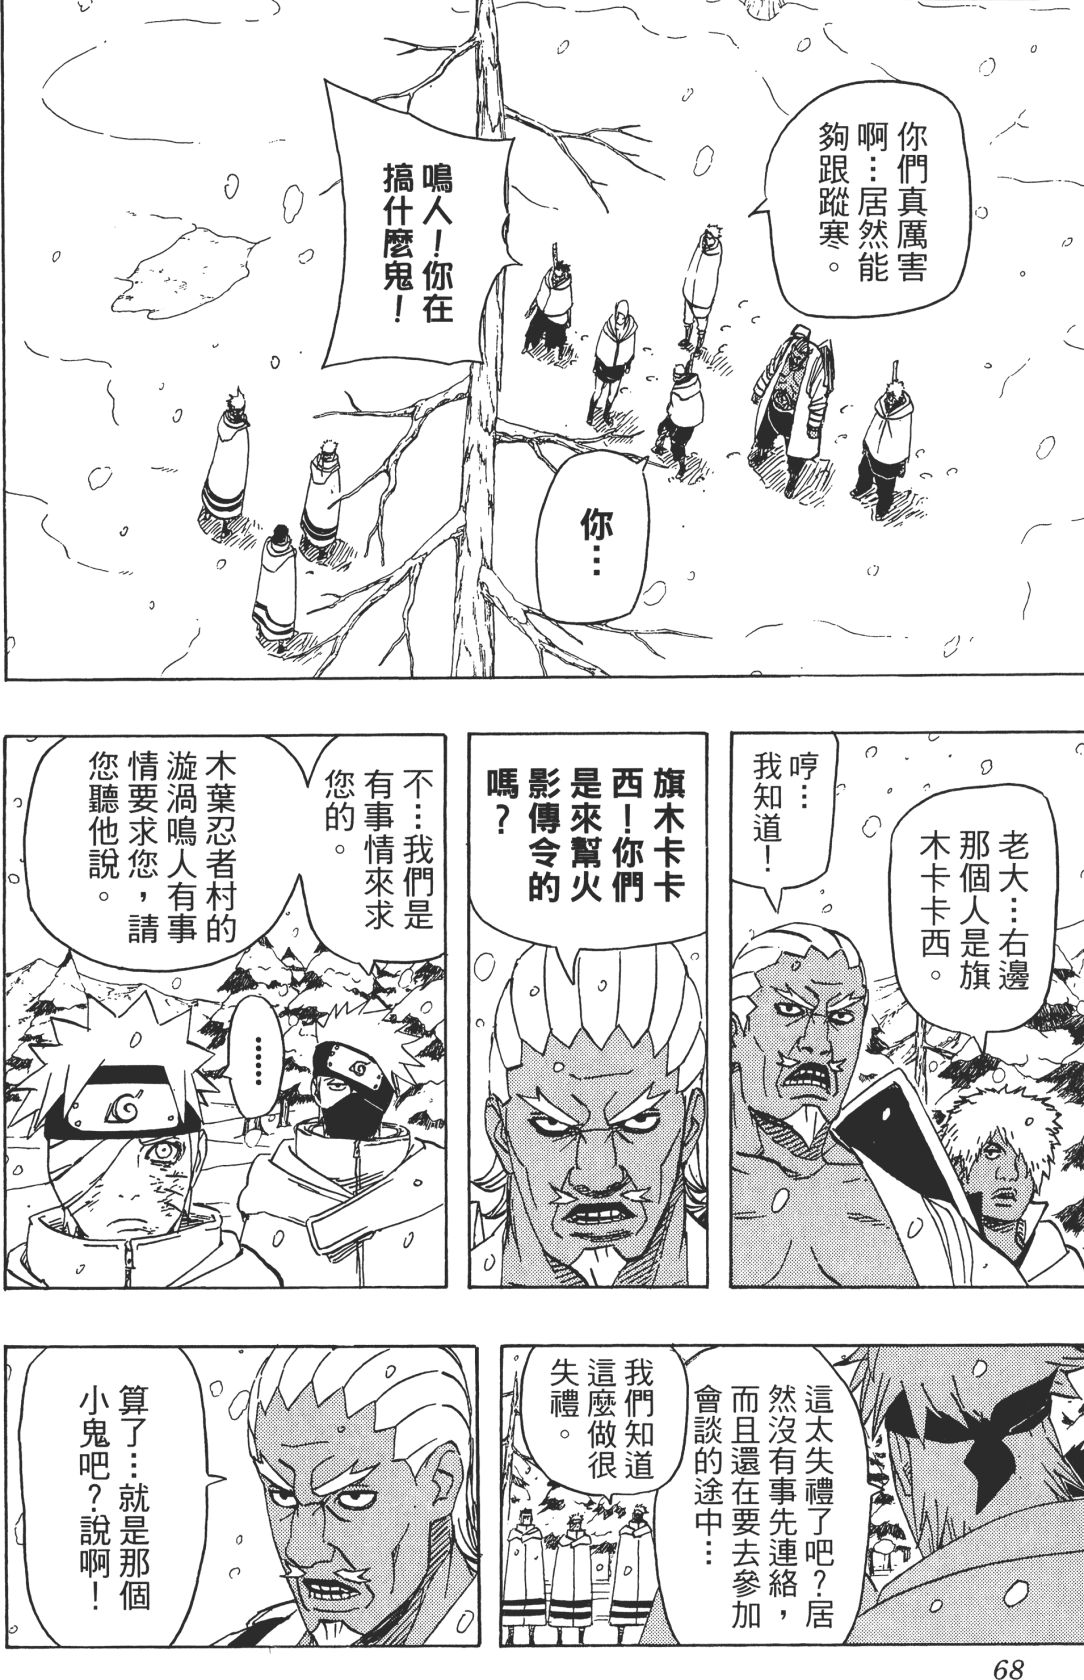 你們真厲害
啊…居然能
夠跟蹤寒。
鳴人！你在
搞什麼鬼！
你…
老大…右邊
那個人是旗
木卡卡西。
哼…
我知道！
旗木卡卡
西！你們
是來幫火
影傳令的
嗎？
不…我們是
有事情來求
您的。
木葉忍者村的
漩渦鳴人有事
情要求您，請
您聽他說。
……
這太失禮了吧？居
然沒有事先連絡，
而且還在要去參加
會談的途中…
我們知道
這麼做很
失禮。
算了…就是那個
小鬼吧？說啊！
68